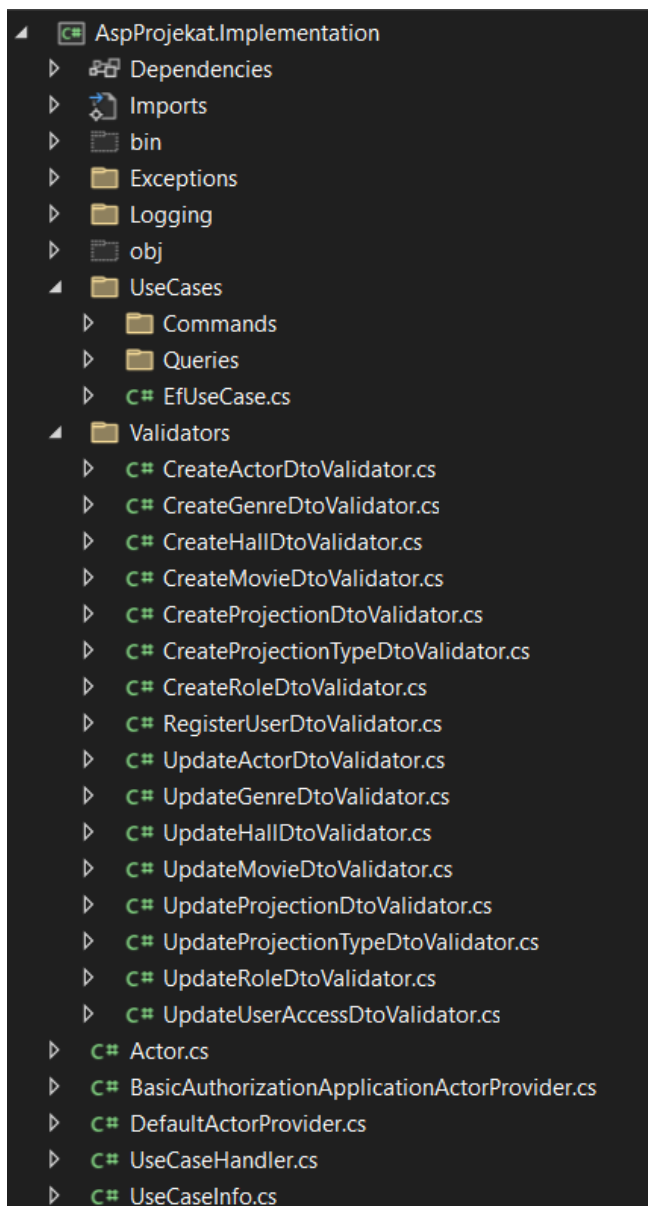 C# AspProjekat.Implementation
Dependencies
Imports
bin
Exceptions
Logging
obj
UseCases
Commands
Queries
C# EfUseCase.cs
Validators
C# CreateActorDtoValidator.cs
C# CreateGenreDtoValidator.cs
C# CreateHallDtoValidator.cs
C# CreateMovieDtoValidator.cs
C# CreateProjectionDtoValidator.cs
C# CreateProjectionTypeDtoValidator.cs
C# CreateRoleDtoValidator.cs
C# RegisterUserDtoValidator.cs
C# UpdateActorDtoValidator.cs
C# UpdateGenreDtoValidator.cs
C# UpdateHallDtoValidator.cs
C# UpdateMovieDtoValidator.cs
C# UpdateProjectionDtoValidator.cs
C# UpdateProjectionTypeDtoValidator.cs
C# UpdateRoleDtoValidator.cs
C# UpdateUserAccessDtoValidator.cs
C# Actor.cs
C# BasicAuthorizationApplicationActorProvider.cs
C# DefaultActorProvider.cs
C# UseCaseHandler.cs
C# UseCaseInfo.cs